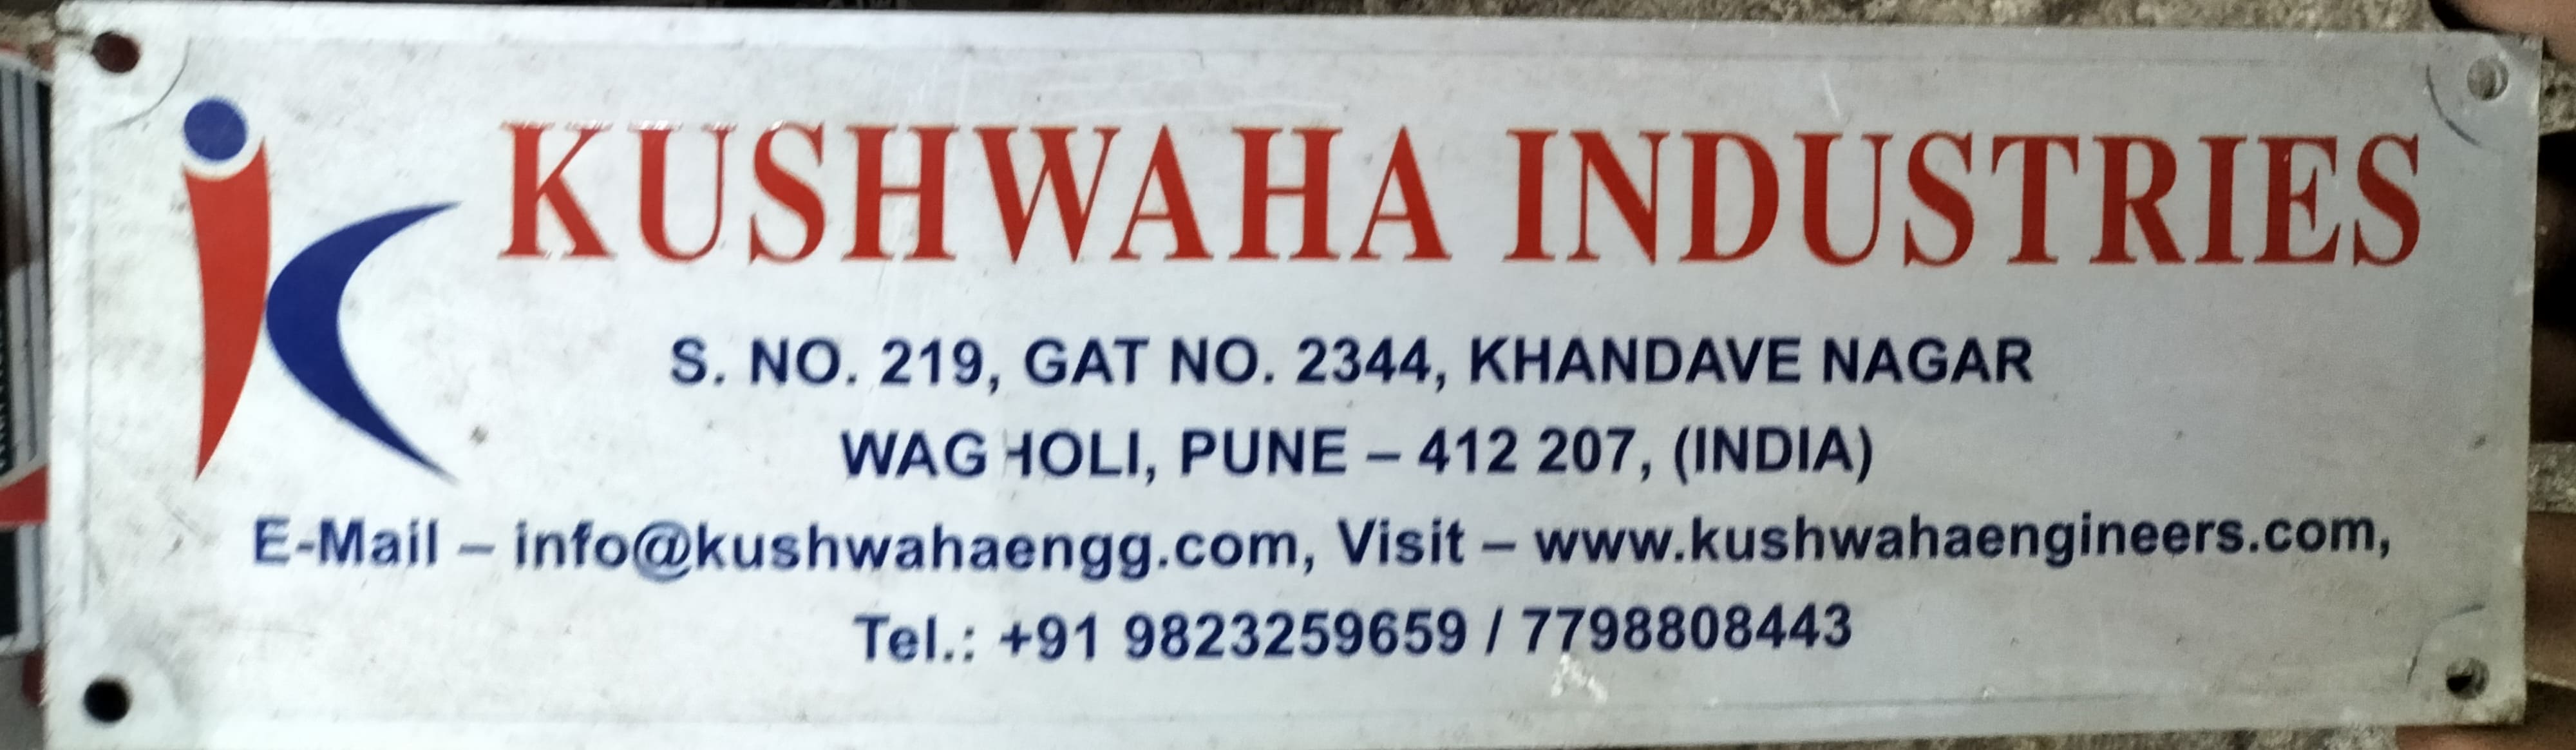 KUSHWAHA INDUSTRIES
S. NO. 219, GAT NO. 2344, KHANDAVE NAGAR
WAGHOLI, PUNE – 412 207, (INDIA)
E-Mail – info@kushwahaengg.com, Visit – www.kushwahaengineers.com,
Tel.: +91 9823259659 / 7798808443